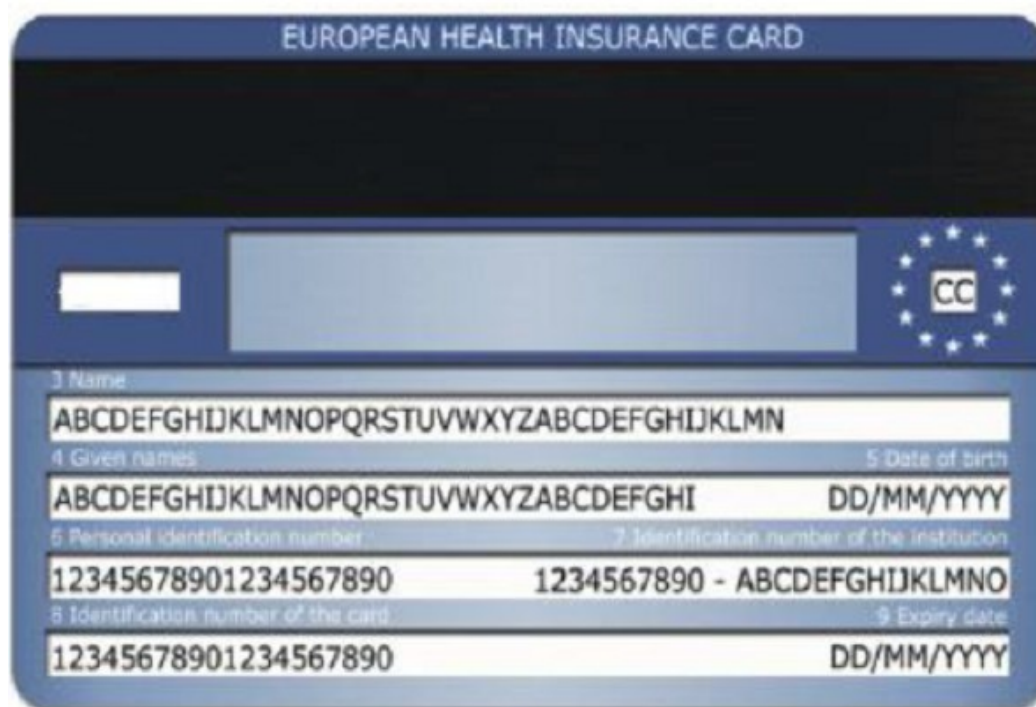 EUROPEAN HEALTH INSURANCE CARD
CC
3 Name
ABCDEFGHIJKLMNOPQRSTUVWXYZABCDEFGHIJKLMN
4 Given names 5 Date of birth
ABCDEFGHIJKLMNOPQRSTUVWXYZABCDEFGHI DD/MM/YYYY
6 Personal identification number 7 Identification number of the institution
12345678901234567890 1234567890 - ABCDEFGHIJKLMNO
8 Identification number of the card 9 Expiry date
12345678901234567890 DD/MM/YYYY